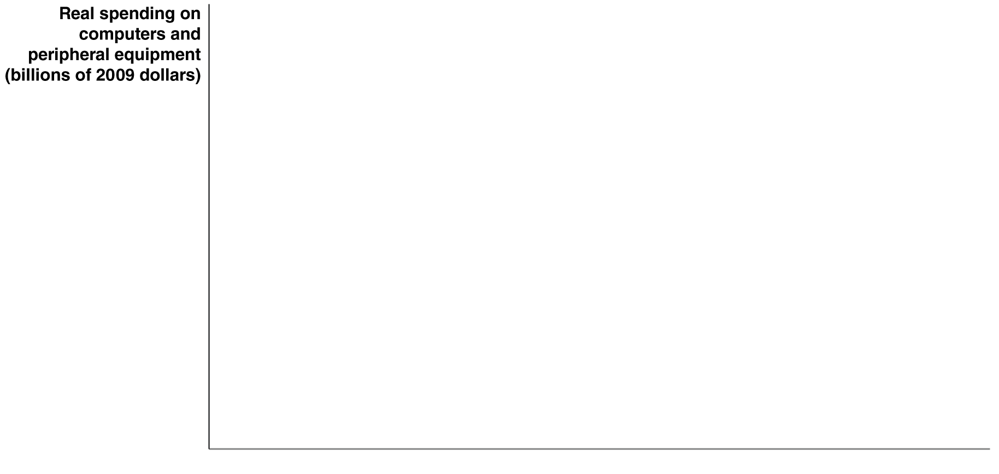 Real spending on
computers and
peripheral equipment
(billions of 2009 dollars)